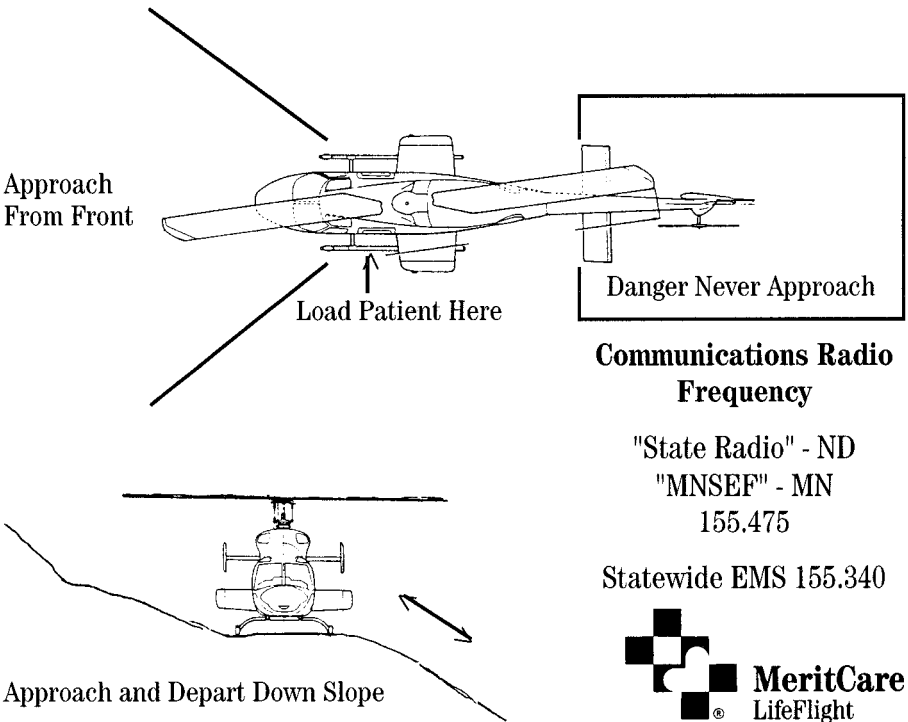 Approach
From Front
Load Patient Here
Danger Never Approach
Communications Radio
Frequency
"State Radio" - ND
"MNSEF" - MN
155.475
Statewide EMS 155.340
Approach and Depart Down Slope
MeritCare
LifeFlight
®